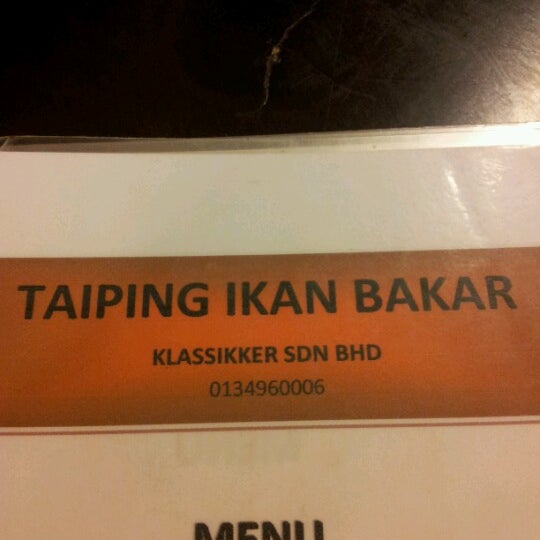 TAIPING IKAN BAKAR
KLASSIKKER SDN BHD
0134960006
MENU